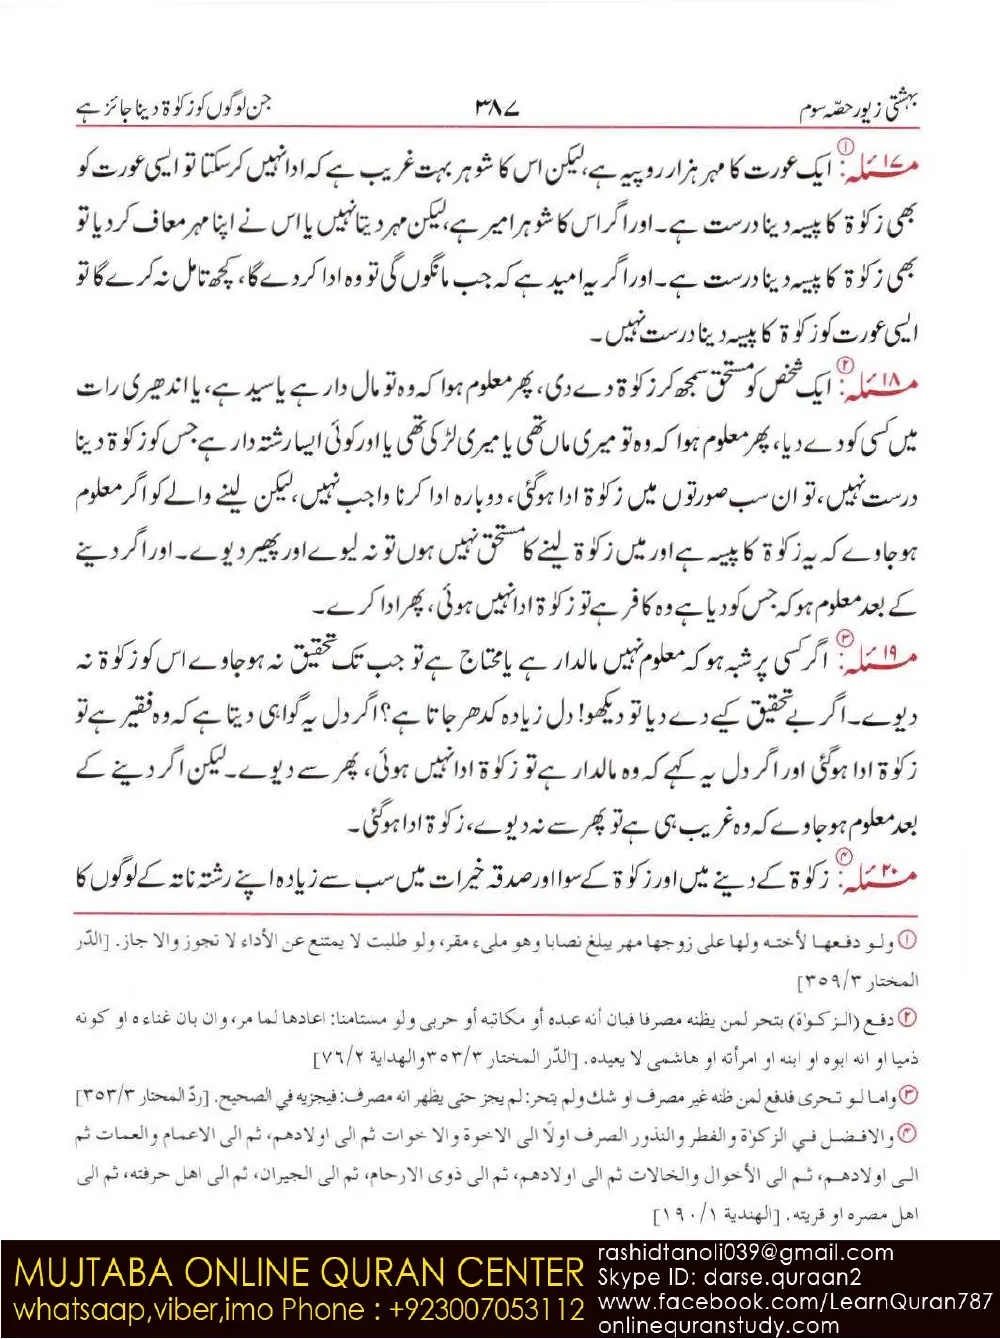 بہشتی زیور حصّہ سوم ۳۸۷ جن لوگوں کو زکوٰۃ دینا جائز ہے
مسئلہ ۱۷: ① ایک عورت کا مہر ہزار روپیہ ہے، لیکن اس کا شوہر بہت غریب ہے کہ ادا نہیں کرسکتا تو ایسی عورت کو
بھی زکوٰۃ کا پیسہ دینا درست ہے۔ اور اگر اس کا شوہر امیر ہے، لیکن مہر دیتا نہیں یا اس نے اپنا مہر معاف کردیا تو
بھی زکوٰۃ کا پیسہ دینا درست ہے۔ اور اگر یہ امید ہے کہ جب مانگوں گی تو وہ ادا کردے گا، کچھ تامل نہ کرے گا تو
ایسی عورت کو زکوٰۃ کا پیسہ دینا درست نہیں۔
مسئلہ ۱۸: ② ایک شخص کو مستحق سمجھ کر زکوٰۃ دے دی، پھر معلوم ہوا کہ وہ تو مال دار ہے یا سید ہے، یا اندھیری رات
میں کسی کو دے دیا، پھر معلوم ہوا کہ وہ تو میری ماں تھی یا میری لڑکی تھی یا اور کوئی ایسا رشتہ دار ہے جس کو زکوٰۃ دینا
درست نہیں، تو ان سب صورتوں میں زکوٰۃ ادا ہوگئی، دوبارہ ادا کرنا واجب نہیں، لیکن لینے والے کو اگر معلوم
ہوجاوے کہ یہ زکوٰۃ کا پیسہ ہے اور میں زکوٰۃ لینے کا مستحق نہیں ہوں تو نہ لیوے اور پھیر دیوے۔ اور اگر دینے
کے بعد معلوم ہو کہ جس کو دیا ہے وہ کافر ہے تو زکوٰۃ ادا نہیں ہوئی، پھر ادا کرے۔
مسئلہ ۱۹: ③ اگر کسی پر شبہ ہو کہ معلوم نہیں مالدار ہے یا محتاج ہے تو جب تک تحقیق نہ ہوجاوے اس کو زکوٰۃ نہ
دیوے۔ اگر بے تحقیق کیے دے دیا تو دیکھو! دل زیادہ کدھر جاتا ہے؟ اگر دل یہ گواہی دیتا ہے کہ وہ فقیر ہے تو
زکوٰۃ ادا ہوگئی اور اگر دل یہ کہے کہ وہ مالدار ہے تو زکوٰۃ ادا نہیں ہوئی، پھر سے دیوے۔ لیکن اگر دینے کے
بعد معلوم ہوجاوے کہ وہ غریب ہی ہے تو پھر سے نہ دیوے، زکوٰۃ ادا ہوگئی۔
مسئلہ ۲۰: ④ زکوٰۃ کے دینے میں اور زکوٰۃ کے سوا اور صدقہ خیرات میں سب سے زیادہ اپنے رشتہ ناتہ کے لوگوں کا
① ولو دفعها لأخته ولها على زوجها مهر يبلغ نصابا وهو مليء مقر، ولو طلبت لا يمتنع عن الأداء لا تجوز والا جاز. [الدّر
المختار ۳/۳۵۹]
② دفع (الزكوٰة) بتحر لمن يظنه مصرفا فبان أنه عبده أو مكاتبه أو حربى ولو مستامنا: اعادها لما مر، وان بان غناءه او كونه
ذميا او انه ابوه او ابنه او امرأته او هاشمى لا يعيده. [الدّر المختار ۳/۳۵۳ والهداية ۲/۷۶]
③ واما لو تحرى فدفع لمن ظنه غير مصرف او شك ولم يتحر: لم يجز حتى يظهر انه مصرف: فيجزيه في الصحيح. [ردّ المحتار ۳/۳۵۳]
④ والافضل في الزكوٰة والفطر والنذور الصرف اولًا الى الاخوة والاخوات ثم الى اولادهم، ثم الى الاعمام والعمات ثم
الى اولادهم، ثم الى الأخوال والخالات ثم الى اولادهم، ثم الى ذوى الارحام، ثم الى الجيران، ثم الى اهل حرفته، ثم الى
اهل مصره او قريته. [الهندية ۱/۱۹۰]
MUJTABA ONLINE QURAN CENTER
whatsaap,viber,imo Phone : +923007053112
rashidtanoli039@gmail.com
Skype ID: darse.quraan2
www.facebook.com/LearnQuran787
onlinequranstudy.com